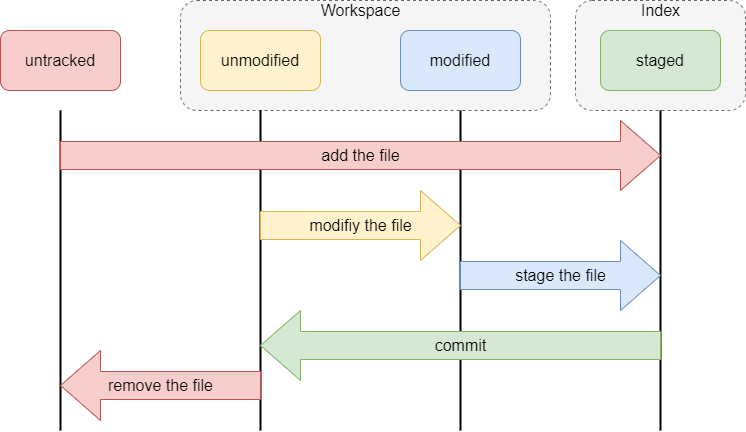 Workspace
Index
untracked
unmodified
modified
staged
add the file
modifiy the file
stage the file
commit
remove the file